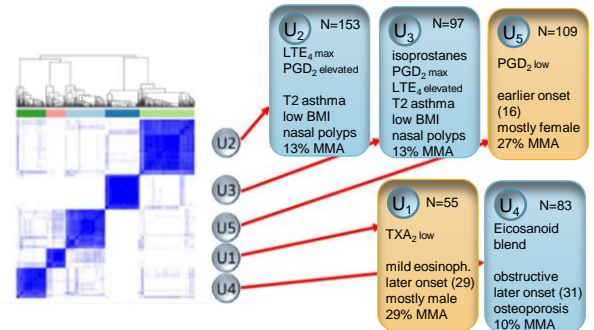 U2 N=153
LTE4 max
PGD2 elevated
T2 asthma
low BMI
nasal polyps
13% MMA
U3 N=97
isoprostanes
PGD2 max
LTE4 elevated
T2 asthma
low BMI
nasal polyps
13% MMA
U5 N=109
PGD2 low
earlier onset
(16)
mostly female
27% MMA
U2
U3
U5
U1
U4
U1 N=55
TXA2 low
mild eosinoph.
later onset (29)
mostly male
29% MMA
U4 N=83
Eicosanoid
blend
obstructive
later onset (31)
osteoporosis
10% MMA